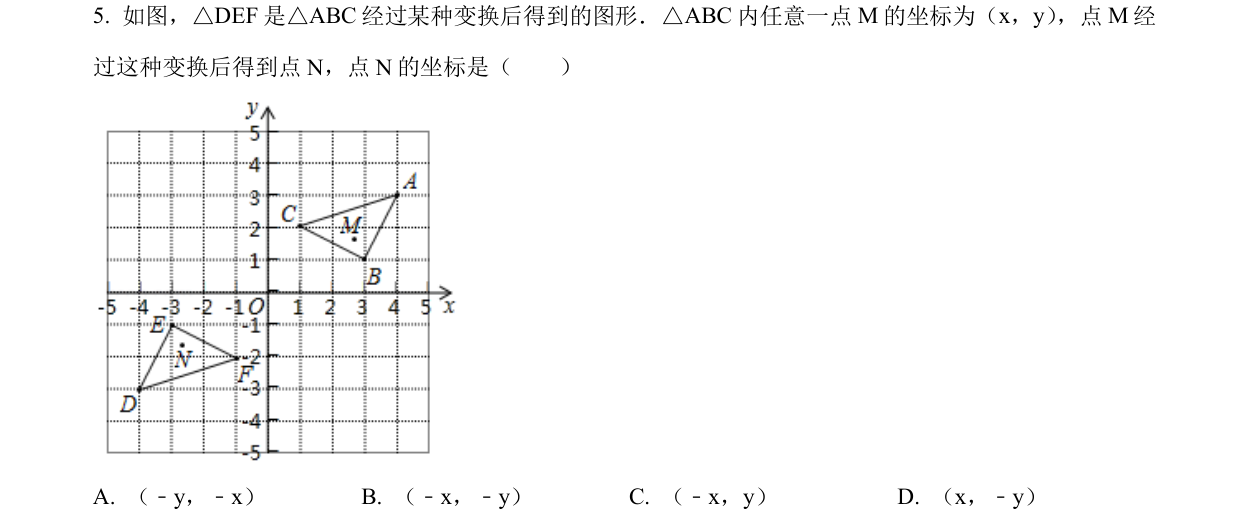 5. 如图，△DEF 是△ABC 经过某种变换后得到的图形．△ABC 内任意一点 M 的坐标为（x，y），点 M 经
过这种变换后得到点 N，点 N 的坐标是（　　）
y
5
4
A
3
C
2
M
1
B
-5 -4 -3 -2 -1 O 1 2 3 4 5 x
E
-1
N
-2
F
-3
D
-4
-5
A. （﹣y，﹣x） B. （﹣x，﹣y） C. （﹣x，y） D. （x，﹣y）